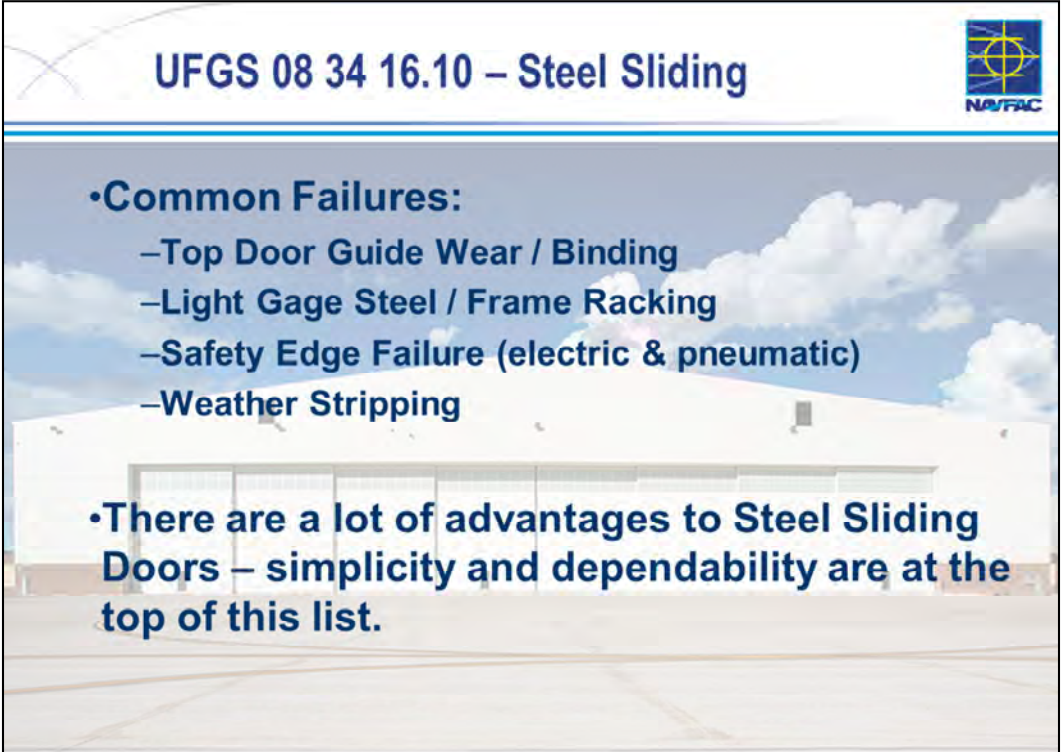 UFGS 08 34 16.10 – Steel Sliding
NAVFAC
•Common Failures:
–Top Door Guide Wear / Binding
–Light Gage Steel / Frame Racking
–Safety Edge Failure (electric & pneumatic)
–Weather Stripping
•There are a lot of advantages to Steel Sliding
Doors – simplicity and dependability are at the
top of this list.